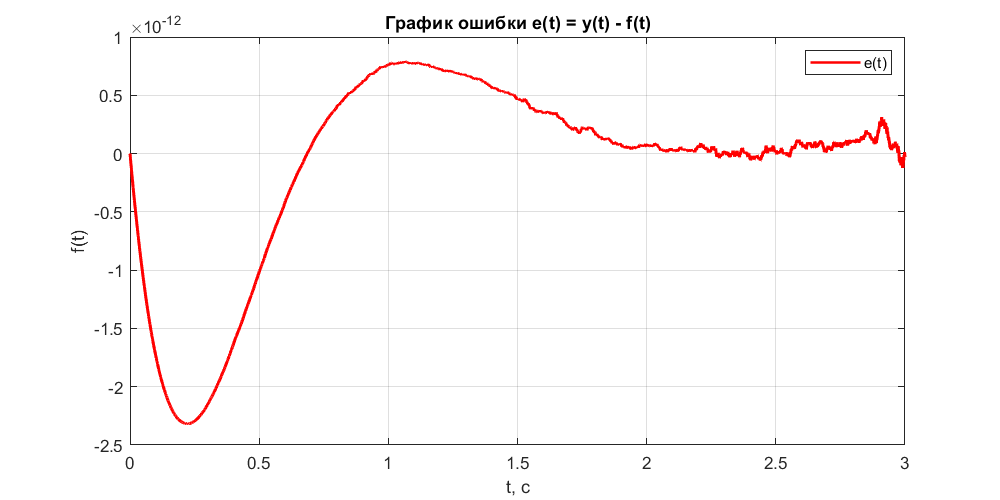 График ошибки e(t) = y(t) - f(t)
×10⁻¹²
1
0.5
0
-0.5
-1
-1.5
-2
-2.5
f(t)
e(t)
0 0.5 1 1.5 2 2.5 3
t, c